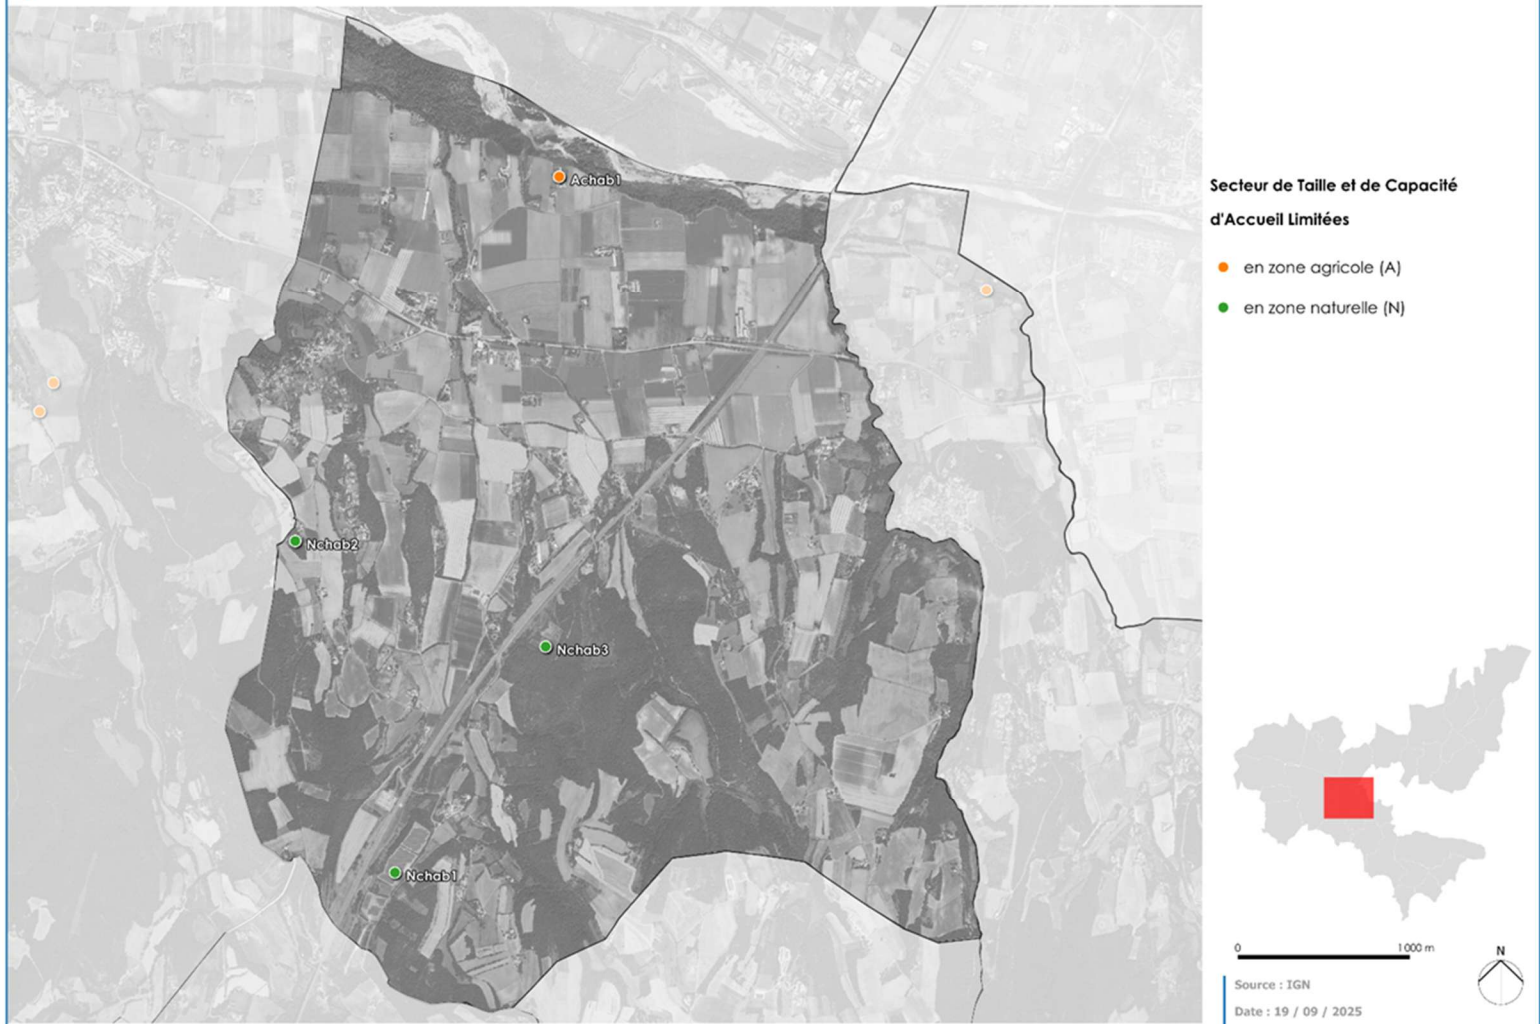 Achab1
Nchab2
Nchab3
Nchab1
Secteur de Taille et de Capacité
d'Accueil Limitées
en zone agricole (A)
en zone naturelle (N)
0 1000 m
N
Source : IGN
Date : 19 / 09 / 2025